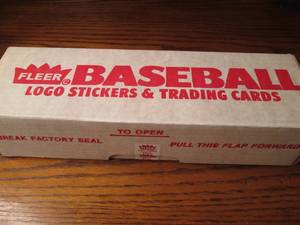 FLEER BASEBALL
LOGO STICKERS & TRADING CARDS
TO OPEN
BREAK FACTORY SEAL
PULL THIS FLAP FORWARD